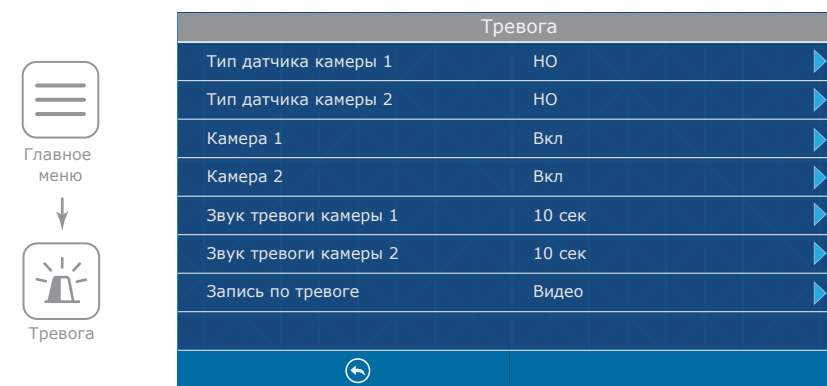 Главное
меню
Тревога
Тревога
Тип датчика камеры 1 НО
Тип датчика камеры 2 НО
Камера 1 Вкл
Камера 2 Вкл
Звук тревоги камеры 1 10 сек
Звук тревоги камеры 2 10 сек
Запись по тревоге Видео